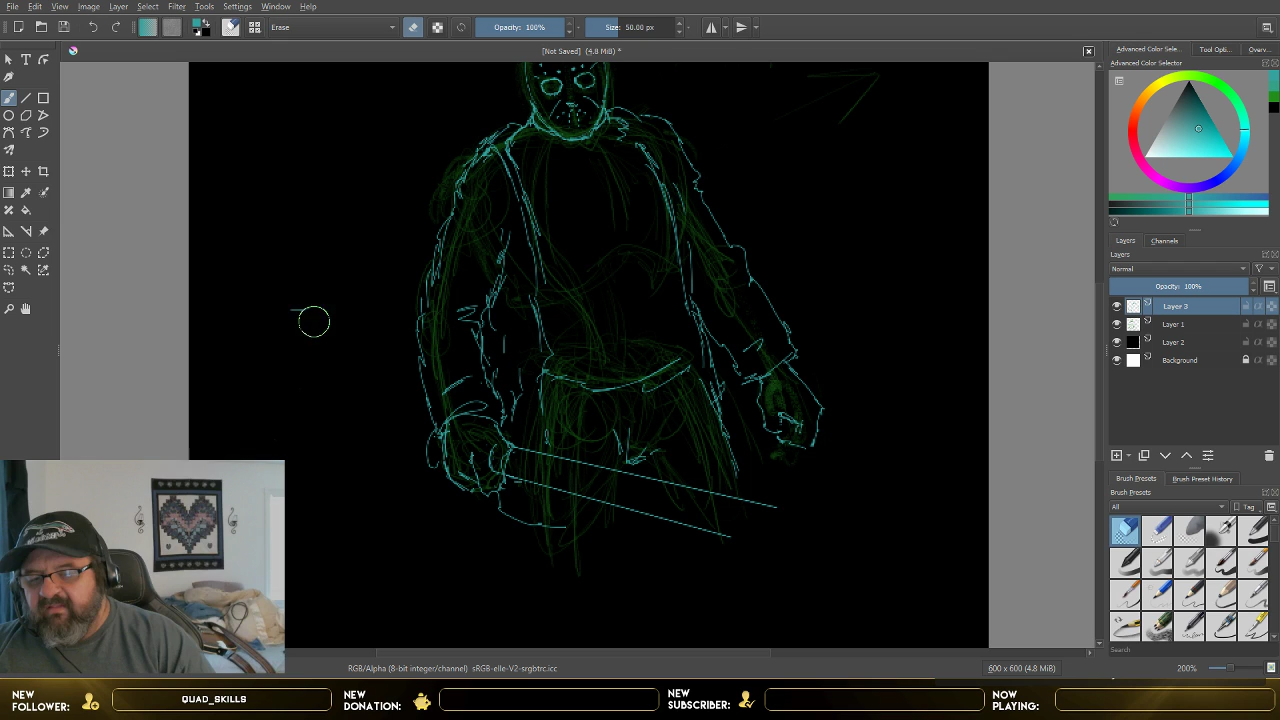 File Edit View Image Layer Select Filter Tools Settings Window Help
Erase
Opacity: 100%
Size: 50.00 px
[Not Saved] (4.8 MiB) *
Advanced Color Sele...
Tool Opti...
Overv...
Advanced Color Selector
Layers
Channels
Layers
Normal
Opacity: 100%
Layer 3
Layer 1
Layer 2
Background
Brush Presets
Brush Preset History
Brush Presets
All
Tag
Search
RGB/Alpha (8-bit integer/channel) sRGB-elle-V2-srgbtrc.icc
600 x 600 (4.8 MiB)
200%
NEW FOLLOWER:
QUAD_SKILLS
NEW DONATION:
NEW SUBSCRIBER:
NOW PLAYING: